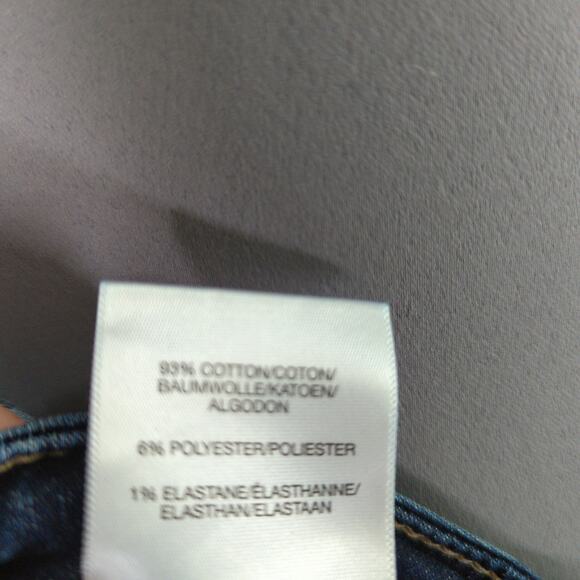 93% COTTON/COTON/
BAUMWOLLE/KATOEN/
ALGODON
6% POLYESTER/POLIESTER
1% ELASTANE/ÉLASTHANNE/
ELASTHAN/ELASTAAN